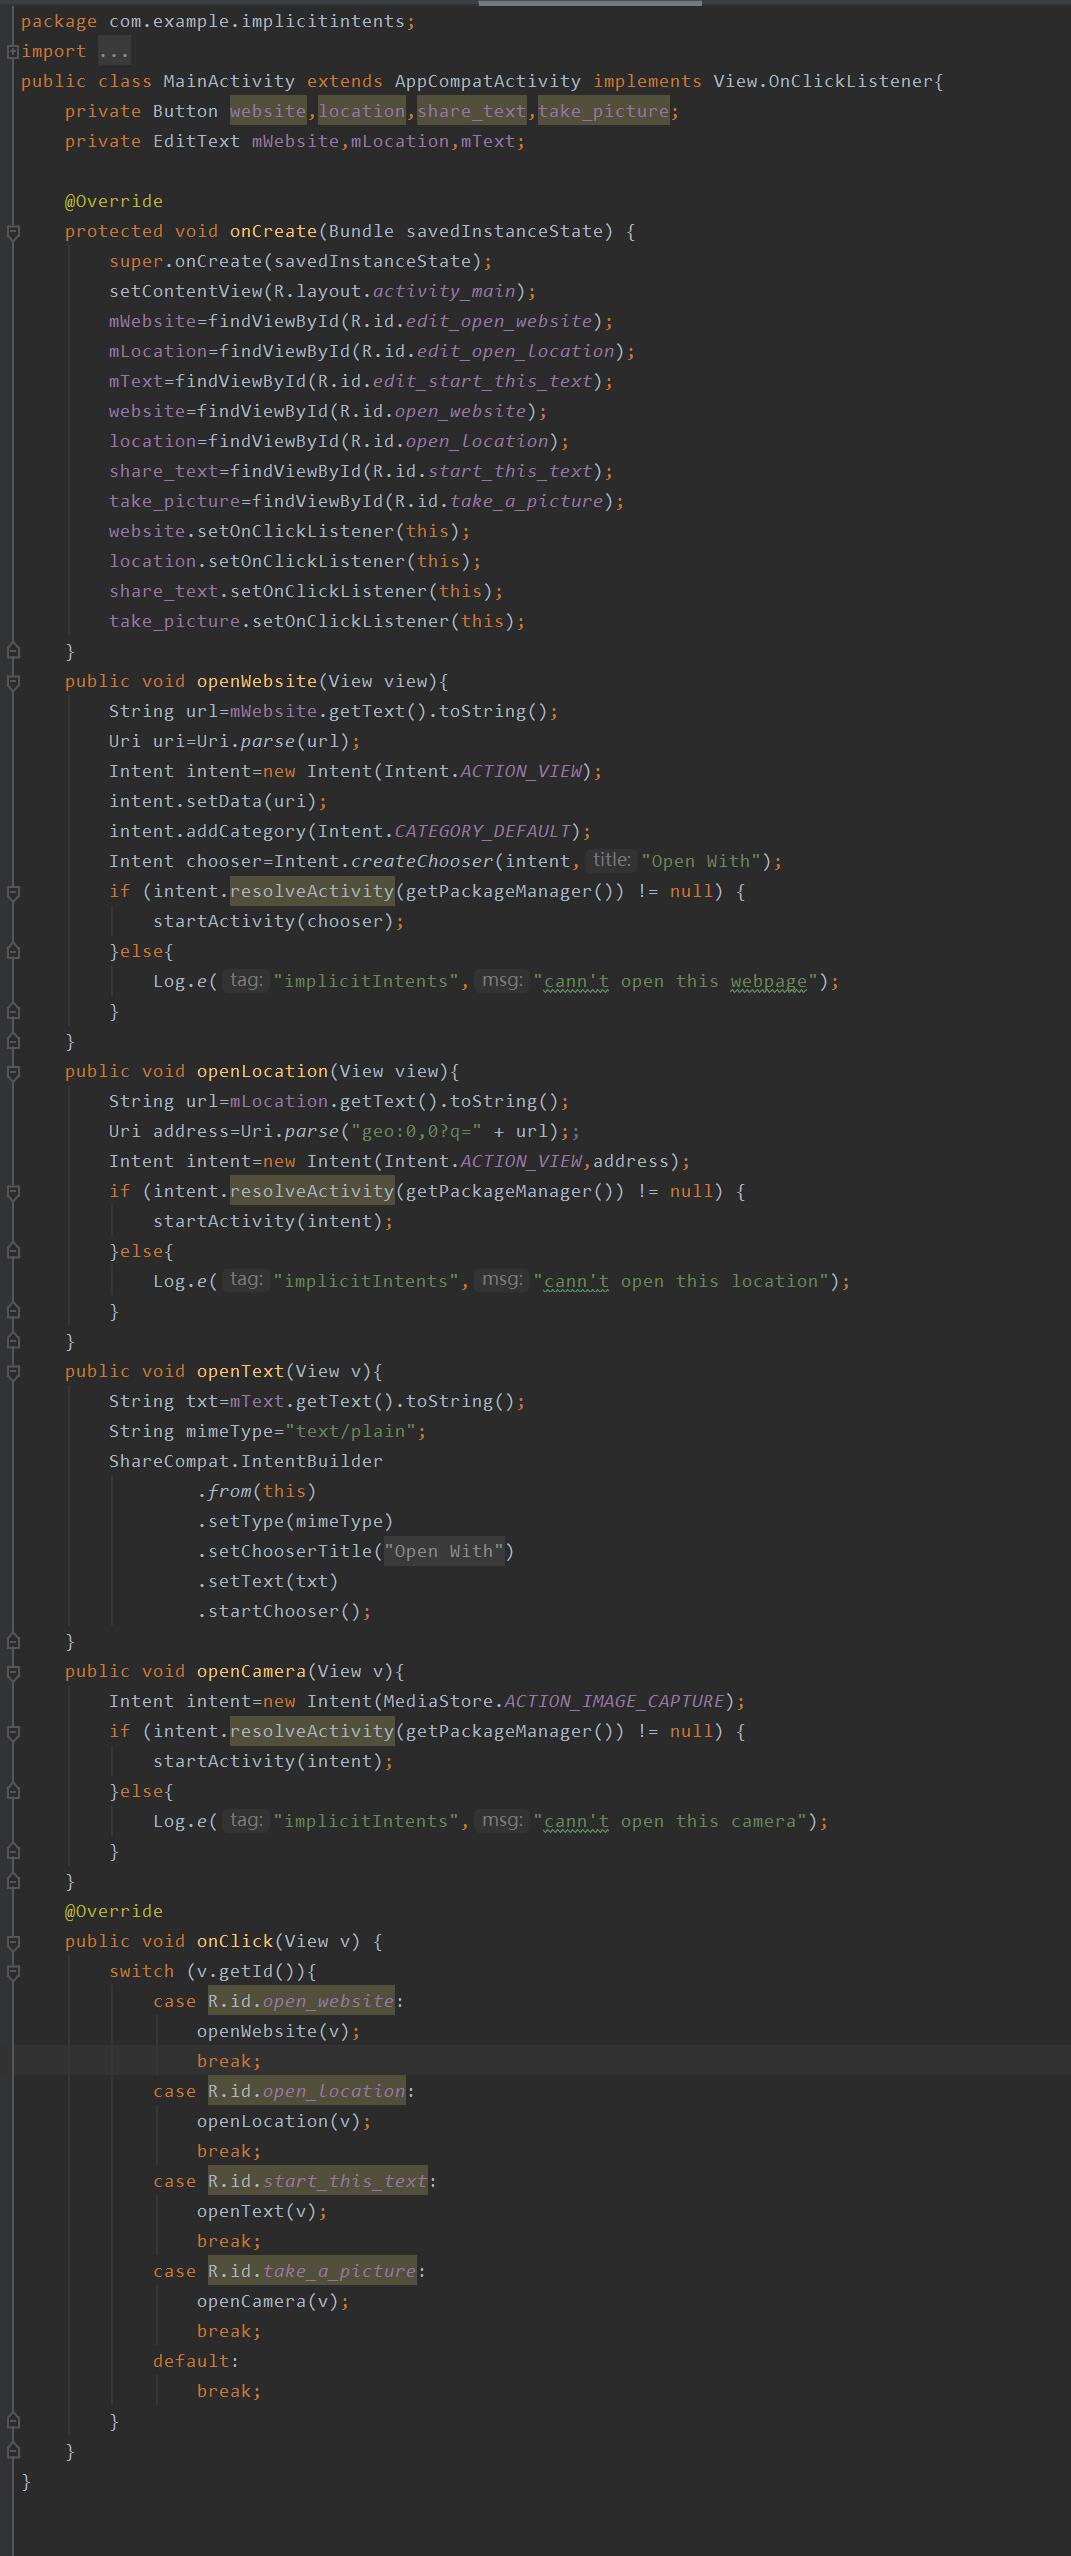 package com.example.implicitintents;
import ...
public class MainActivity extends AppCompatActivity implements View.OnClickListener{
    private Button website,location,share_text,take_picture;
    private EditText mWebsite,mLocation,mText;

    @Override
    protected void onCreate(Bundle savedInstanceState) {
        super.onCreate(savedInstanceState);
        setContentView(R.layout.activity_main);
        mWebsite=findViewById(R.id.edit_open_website);
        mLocation=findViewById(R.id.edit_open_location);
        mText=findViewById(R.id.edit_start_this_text);
        website=findViewById(R.id.open_website);
        location=findViewById(R.id.open_location);
        share_text=findViewById(R.id.start_this_text);
        take_picture=findViewById(R.id.take_a_picture);
        website.setOnClickListener(this);
        location.setOnClickListener(this);
        share_text.setOnClickListener(this);
        take_picture.setOnClickListener(this);
    }
    public void openWebsite(View view){
        String url=mWebsite.getText().toString();
        Uri uri=Uri.parse(url);
        Intent intent=new Intent(Intent.ACTION_VIEW);
        intent.setData(uri);
        intent.addCategory(Intent.CATEGORY_DEFAULT);
        Intent chooser=Intent.createChooser(intent, title: "Open With");
        if (intent.resolveActivity(getPackageManager()) != null) {
            startActivity(chooser);
        }else{
            Log.e( tag: "implicitIntents", msg: "cann't open this webpage");
        }
    }
    public void openLocation(View view){
        String url=mLocation.getText().toString();
        Uri address=Uri.parse("geo:0,0?q=" + url);;
        Intent intent=new Intent(Intent.ACTION_VIEW,address);
        if (intent.resolveActivity(getPackageManager()) != null) {
            startActivity(intent);
        }else{
            Log.e( tag: "implicitIntents", msg: "cann't open this location");
        }
    }
    public void openText(View v){
        String txt=mText.getText().toString();
        String mimeType="text/plain";
        ShareCompat.IntentBuilder
                .from(this)
                .setType(mimeType)
                .setChooserTitle("Open With")
                .setText(txt)
                .startChooser();
    }
    public void openCamera(View v){
        Intent intent=new Intent(MediaStore.ACTION_IMAGE_CAPTURE);
        if (intent.resolveActivity(getPackageManager()) != null) {
            startActivity(intent);
        }else{
            Log.e( tag: "implicitIntents", msg: "cann't open this camera");
        }
    }
    @Override
    public void onClick(View v) {
        switch (v.getId()){
            case R.id.open_website:
                openWebsite(v);
                break;
            case R.id.open_location:
                openLocation(v);
                break;
            case R.id.start_this_text:
                openText(v);
                break;
            case R.id.take_a_picture:
                openCamera(v);
                break;
            default:
                break;
        }
    }
}